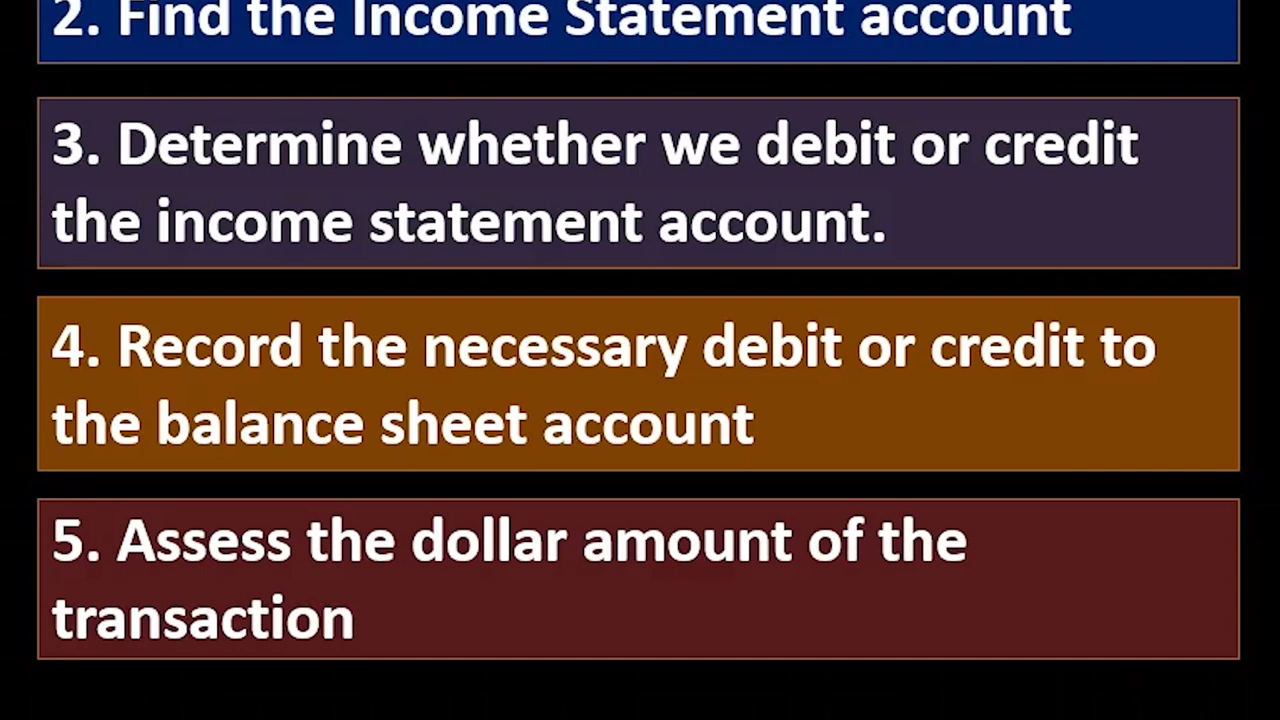 2. Find the Income Statement account
3. Determine whether we debit or credit
the income statement account.
4. Record the necessary debit or credit to
the balance sheet account
5. Assess the dollar amount of the
transaction